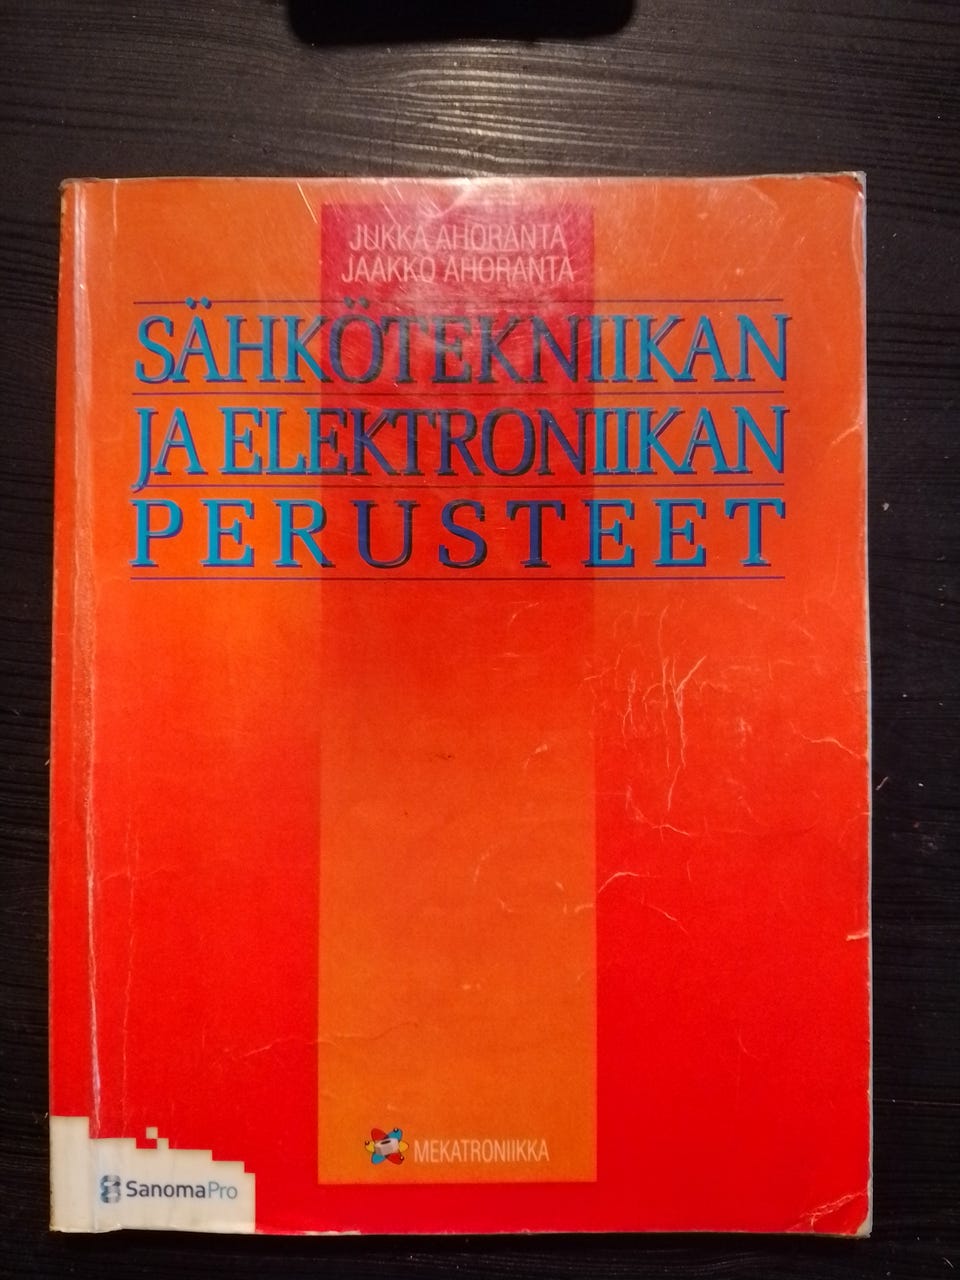 JUKKA AHORANTA
JAAKKO AHORANTA
SÄHKÖTEKNIIKAN
JA ELEKTRONIIKAN
PERUSTEET
MEKATRONIIKKA
SanomaPro